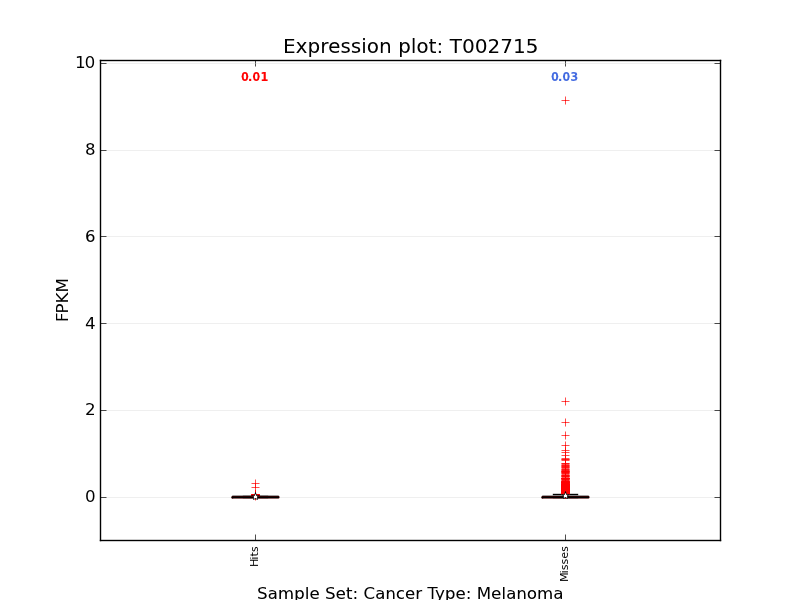 Expression plot: T002715
10
0.01
0.03
8
6
FPKM
4
2
0
Hits
Misses
Sample Set: Cancer Type: Melanoma